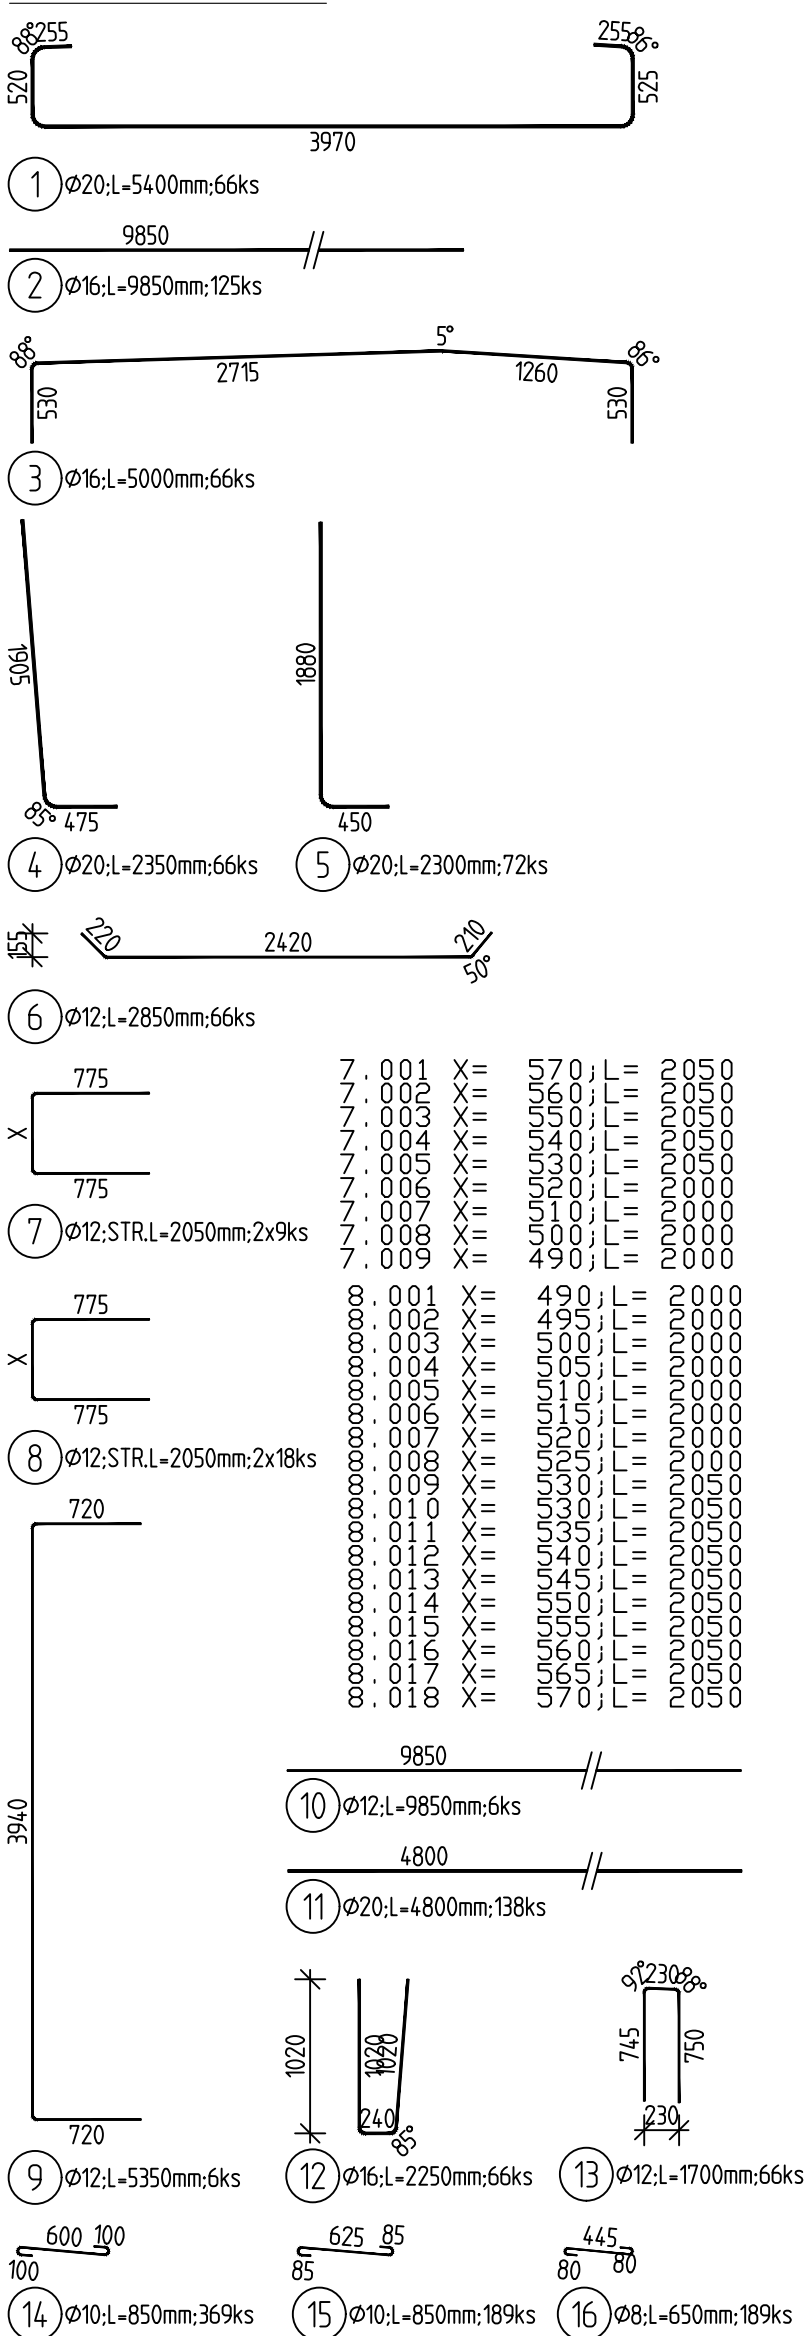 255 255
88° 86°
520 525
3970
1 Ø20;L=5400mm;66ks
9850
2 Ø16;L=9850mm;125ks
88° 5° 86°
2715 1260
530 530
3 Ø16;L=5000mm;66ks
1905 1880
85° 475 450
4 Ø20;L=2350mm;66ks
5 Ø20;L=2300mm;72ks
155 220 2420 210
50°
6 Ø12;L=2850mm;66ks
775
X
775
7 Ø12;STR.L=2050mm;2x9ks
7.001 X= 570;L= 2050
7.002 X= 560;L= 2050
7.003 X= 550;L= 2050
7.004 X= 540;L= 2050
7.005 X= 530;L= 2050
7.006 X= 520;L= 2000
7.007 X= 510;L= 2000
7.008 X= 500;L= 2000
7.009 X= 490;L= 2000
775
X
775
8 Ø12;STR.L=2050mm;2x18ks
8.001 X= 490;L= 2000
8.002 X= 495;L= 2000
8.003 X= 500;L= 2000
8.004 X= 505;L= 2000
8.005 X= 510;L= 2000
8.006 X= 515;L= 2000
8.007 X= 520;L= 2000
8.008 X= 525;L= 2000
8.009 X= 530;L= 2050
8.010 X= 530;L= 2050
8.011 X= 535;L= 2050
8.012 X= 540;L= 2050
8.013 X= 545;L= 2050
8.014 X= 550;L= 2050
8.015 X= 555;L= 2050
8.016 X= 560;L= 2050
8.017 X= 565;L= 2050
8.018 X= 570;L= 2050
720
3940
720
9 Ø12;L=5350mm;6ks
9850
10 Ø12;L=9850mm;6ks
4800
11 Ø20;L=4800mm;138ks
1020 1020 1020
240
85°
12 Ø16;L=2250mm;66ks
92° 230 88°
745 750
230
13 Ø12;L=1700mm;66ks
600 100
100
14 Ø10;L=850mm;369ks
625 85
85
15 Ø10;L=850mm;189ks
445
80 80
16 Ø8;L=650mm;189ks